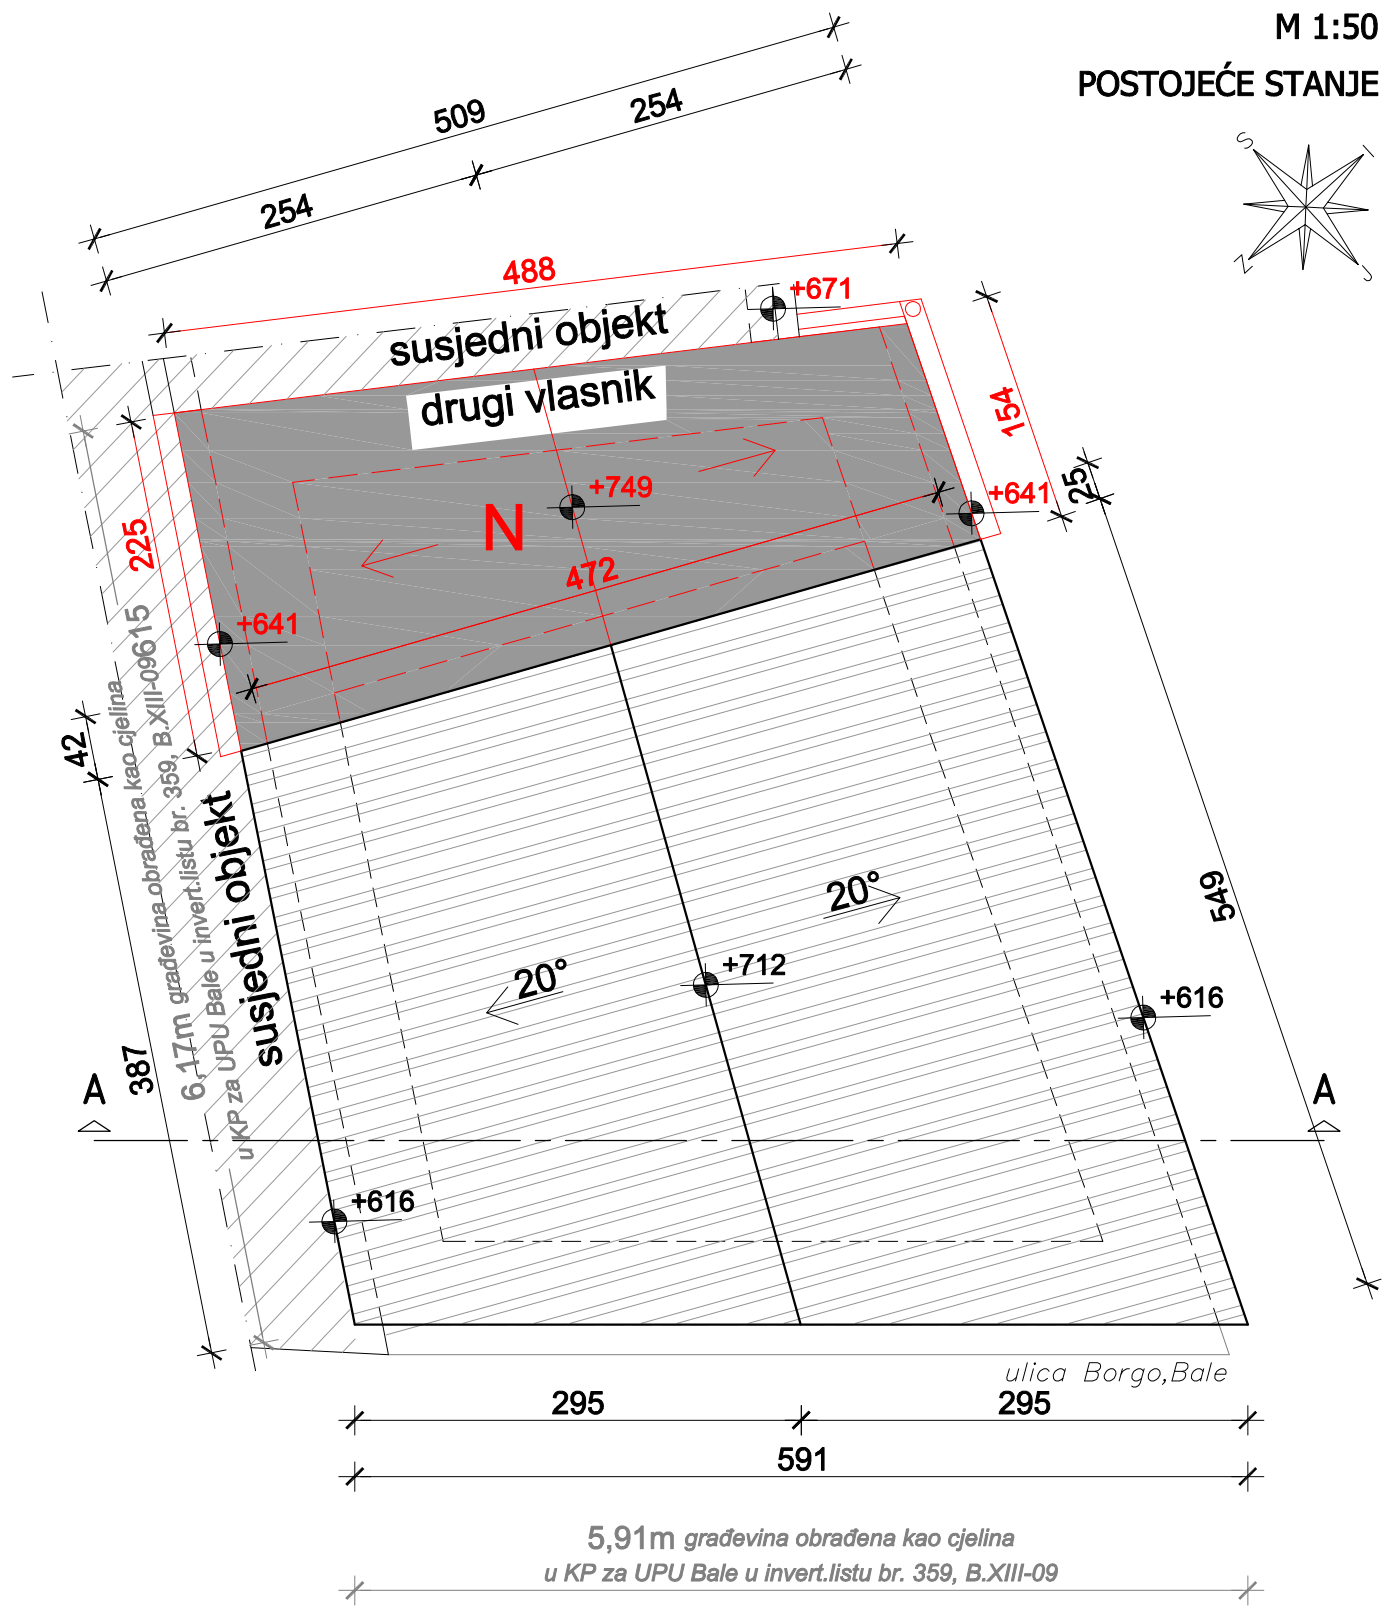 M 1:50
POSTOJEĆE STANJE
S
I
Z
J
509
254
254
488
+671
susjedni objekt
drugi vlasnik
154
25
+749
+641
N
225
472
+641
615
42
6,17m građevina obrađena kao cjelina
u KP za UPU Bale u invert.listu br. 359, B.XIII-09
susjedni objekt
549
20°
20°
+712
+616
387
A
A
+616
ulica Borgo,Bale
295
295
591
5,91m građevina obrađena kao cjelina
u KP za UPU Bale u invert.listu br. 359, B.XIII-09